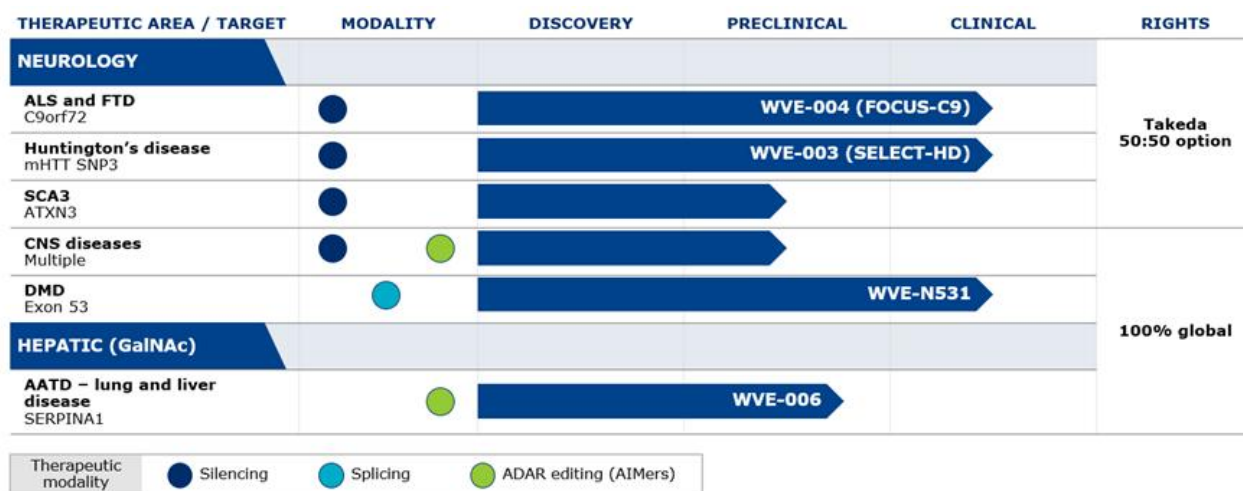 THERAPEUTIC AREA / TARGET MODALITY DISCOVERY PRECLINICAL CLINICAL RIGHTS
NEUROLOGY
ALS and FTD
C9orf72
WVE-004 (FOCUS-C9)
Huntington’s disease
mHTT SNP3
WVE-003 (SELECT-HD)
Takeda
50:50 option
SCA3
ATXN3
CNS diseases
Multiple
DMD
Exon 53
WVE-N531
HEPATIC (GalNAc)
100% global
AATD – lung and liver
disease
SERPINA1
WVE-006
Therapeutic
modality
Silencing
Splicing
ADAR editing (AIMers)